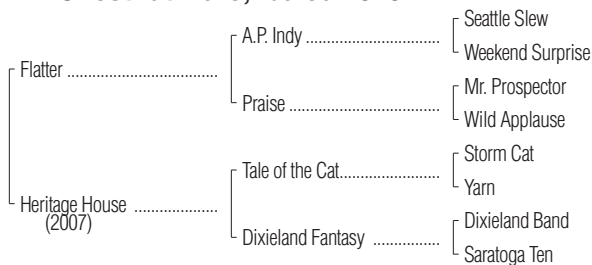 Seattle Slew
A.P. Indy
Weekend Surprise
Flatter
Mr. Prospector
Praise
Wild Applause
Storm Cat
Tale of the Cat
Yarn
Heritage House
(2007)
Dixieland Band
Dixieland Fantasy
Saratoga Ten